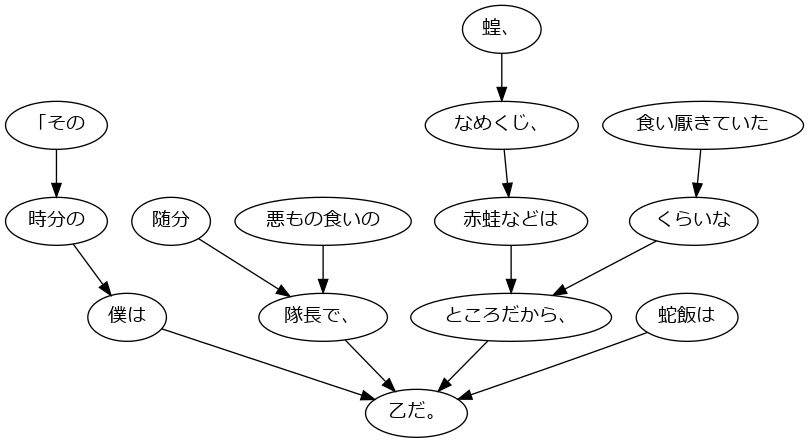 蝗、
「その
なめくじ、
食い厭きていた
時分の
随分
悪もの食いの
赤蛙などは
くらいな
僕は
隊長で、
ところだから、
蛇飯は
乙だ。